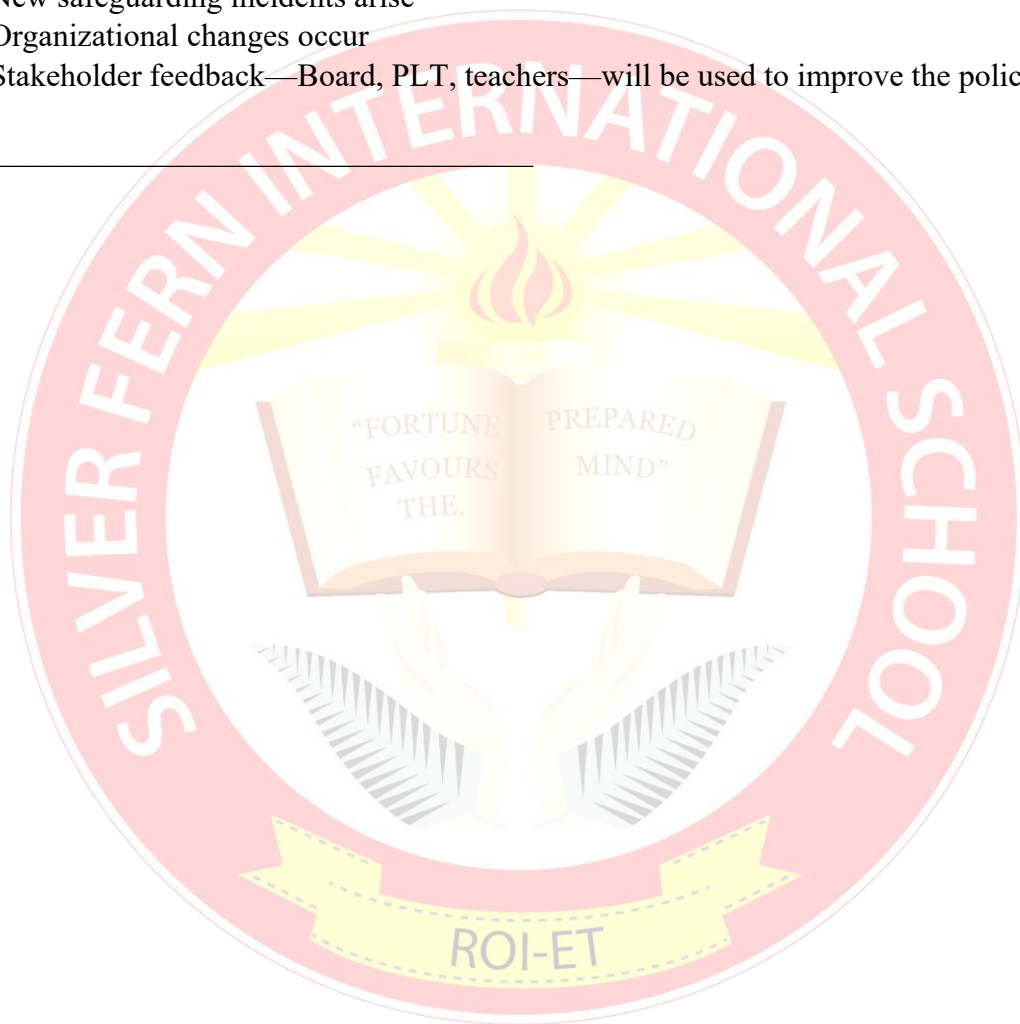 New safeguarding incidents arise
Organizational changes occur
Stakeholder feedback—Board, PLT, teachers—will be used to improve the polic
SILVER FERN INTERNATIONAL SCHOOL
“FORTUNE
FAVOURS
THE.
PREPARED
MIND”
ROI-ET